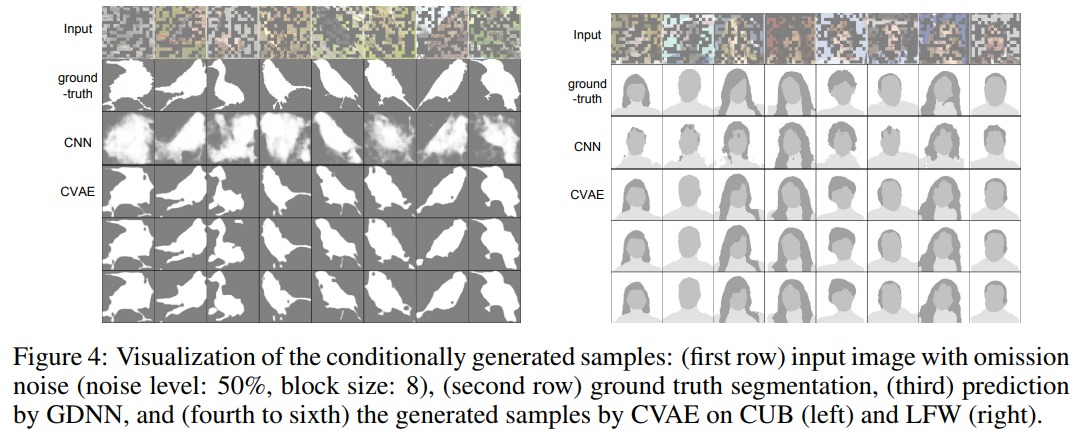 Input
ground
-truth
CNN
CVAE
Input
ground
-truth
CNN
CVAE
Figure 4: Visualization of the conditionally generated samples: (first row) input image with omission
noise (noise level: 50%, block size: 8), (second row) ground truth segmentation, (third) prediction
by GDNN, and (fourth to sixth) the generated samples by CVAE on CUB (left) and LFW (right).